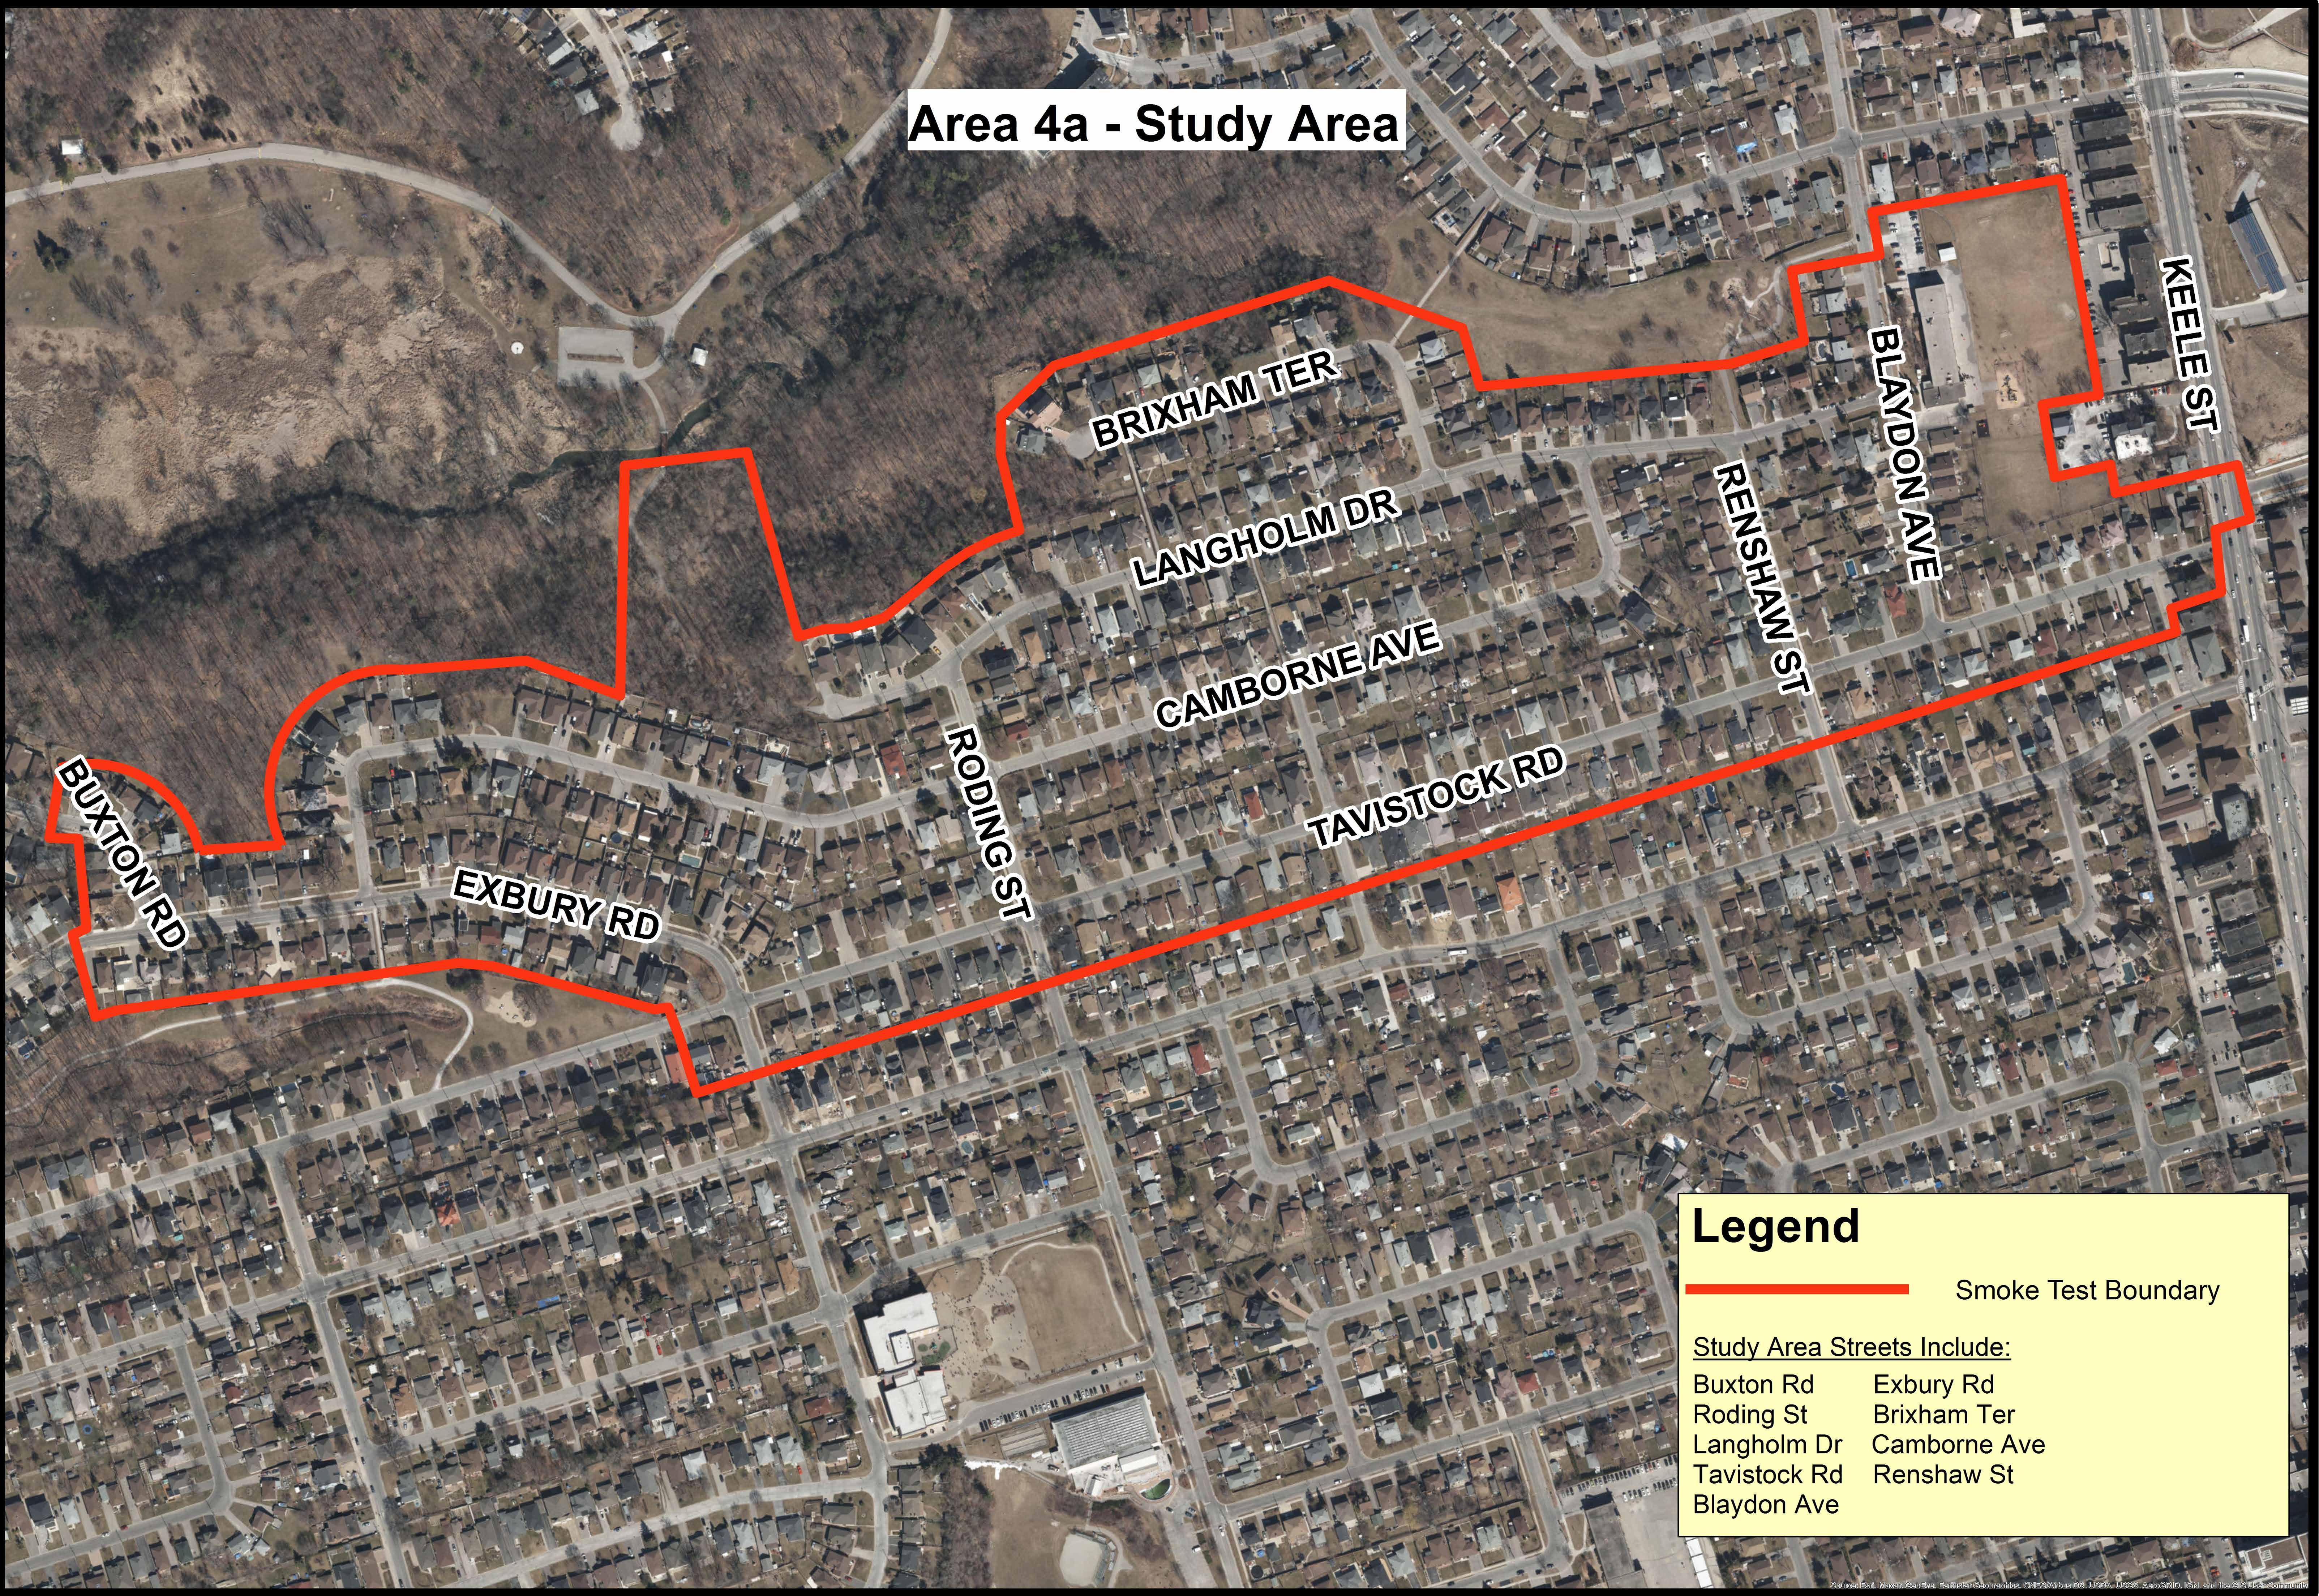 Area 4a - Study Area
KEELE ST
BRIXHAM TER
BLAYDON AVE
LANGHOLM DR
RENSHAW ST
CAMBORNE AVE
RODING ST
TAVISTOCK RD
BUXTON RD
EXBURY RD
Legend
Smoke Test Boundary
Study Area Streets Include:
Buxton Rd Exbury Rd
Roding St Brixham Ter
Langholm Dr Camborne Ave
Tavistock Rd Renshaw St
Blaydon Ave